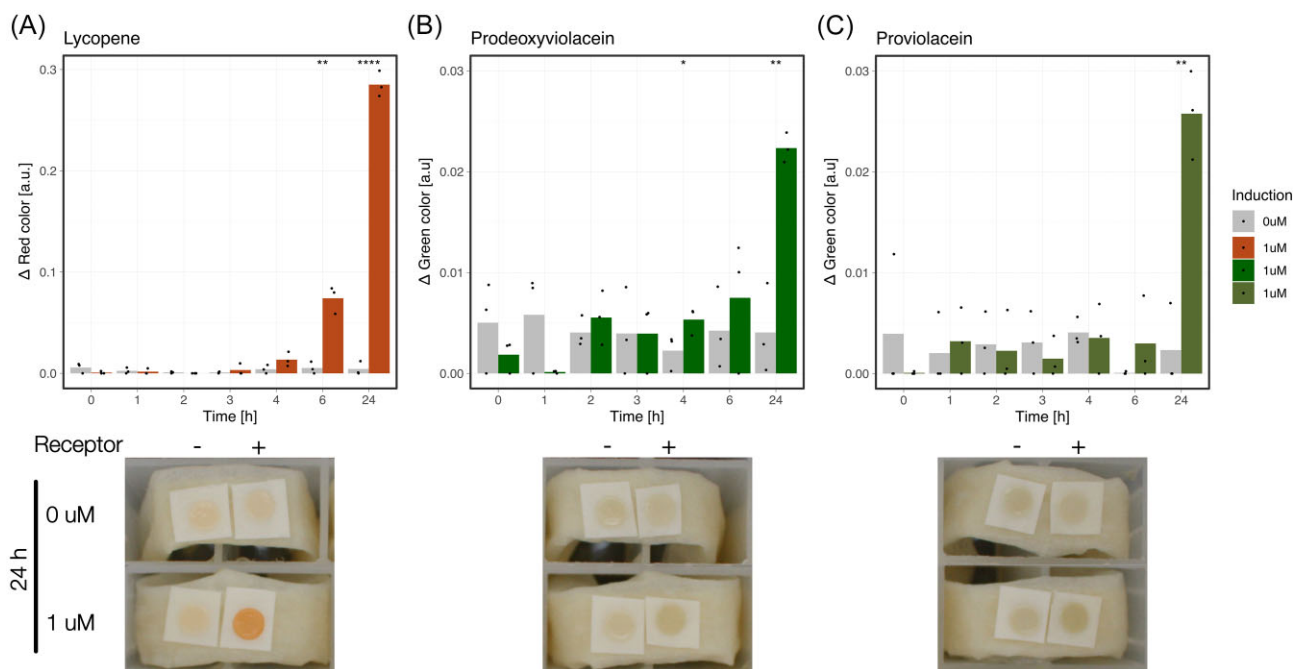 (A)
Lycopene
Δ Red color [a.u.]
0.3
0.2
0.1
0.0
**
****
0
1
2
3
4
6
24
Time [h]
(B)
Prodeoxyviolacein
Δ Green color [a.u]
0.03
0.02
0.01
0.00
*
**
0
1
2
3
4
6
24
Time [h]
(C)
Proviolacein
Δ Green color [a.u]
0.03
0.02
0.01
0.00
**
0
1
2
3
4
6
24
Time [h]
Induction
0uM
1uM
1uM
1uM
Receptor
- +
- +
- +
24 h
0 uM
1 uM